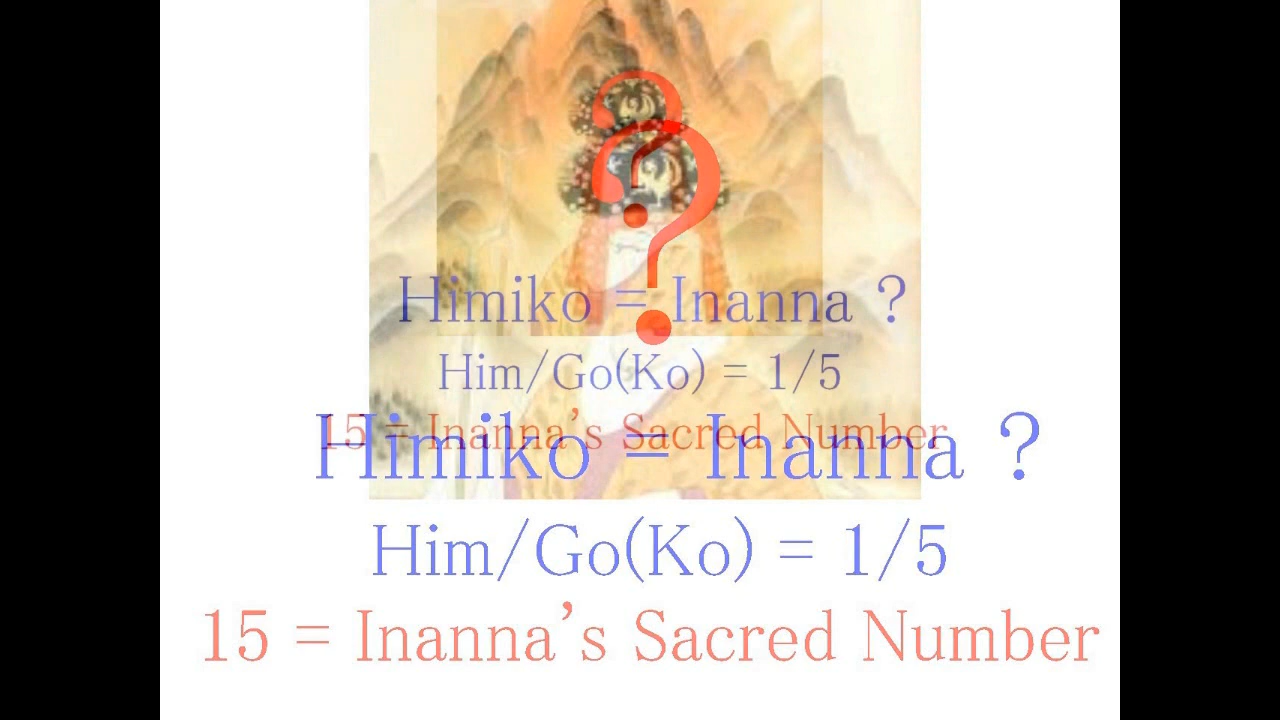 ?
?
Himiko = Inanna ?
Him/Go(Ko) = 1/5
15 = Inanna's Sacred Number
Himiko = Inanna ?
Him/Go(Ko) = 1/5
15 = Inanna's Sacred Number